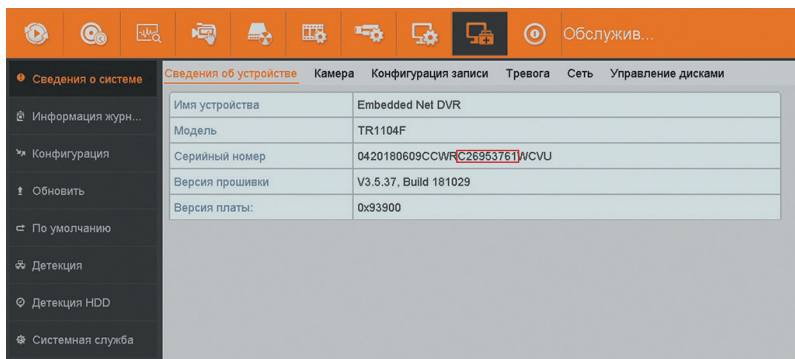 Обслужив...
Сведения о системе
Информация журн...
Конфигурация
Обновить
По умолчанию
Детекция
Детекция HDD
Системная служба
Сведения об устройстве Камера Конфигурация записи Тревога Сеть Управление дисками
Имя устройства Embedded Net DVR
Модель TR1104F
Серийный номер 0420180609CCWRC26953761WCVU
Версия прошивки V3.5.37, Build 181029
Версия платы: 0x93900